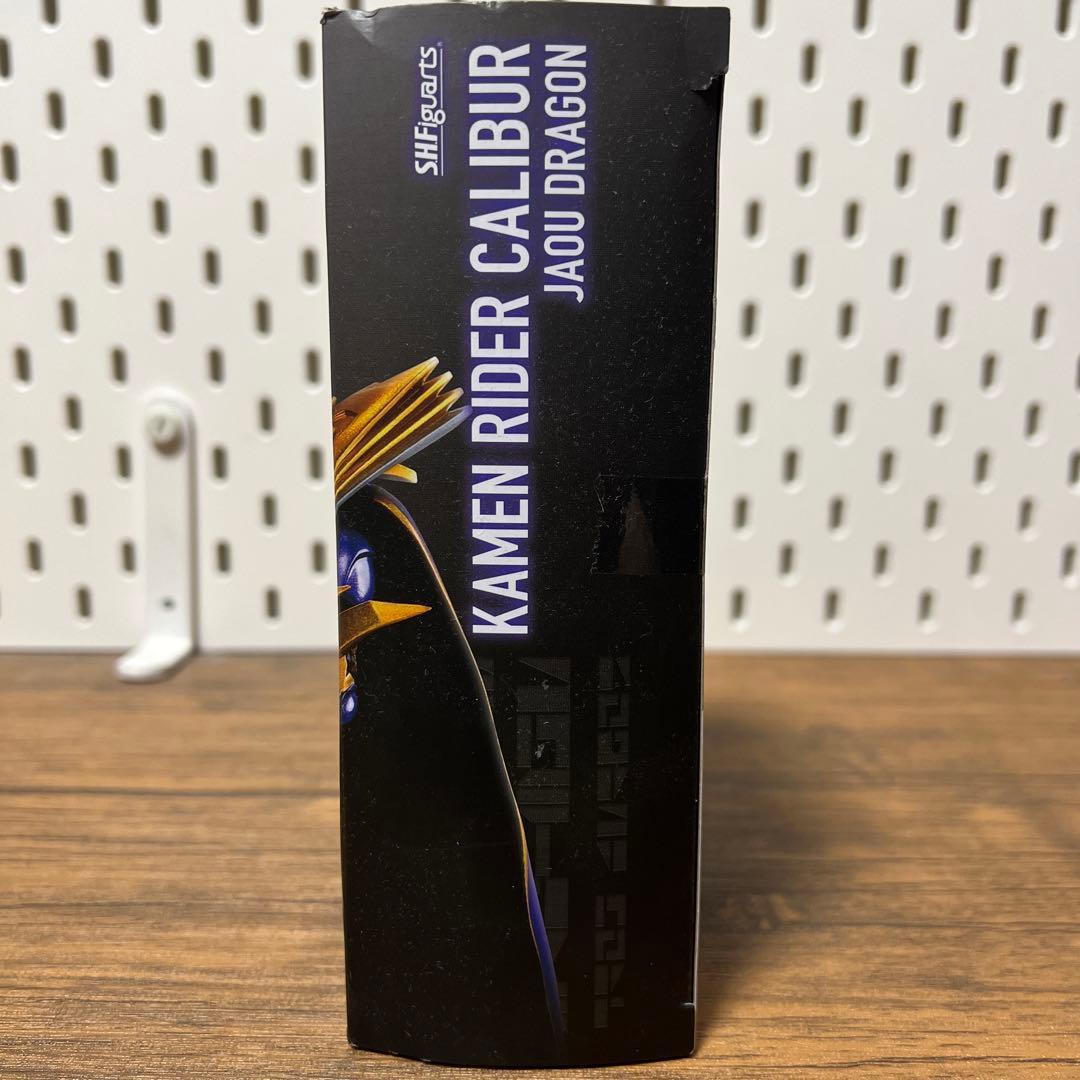 S.H.Figuarts
KAMEN RIDER CALIBUR
JAOU DRAGON